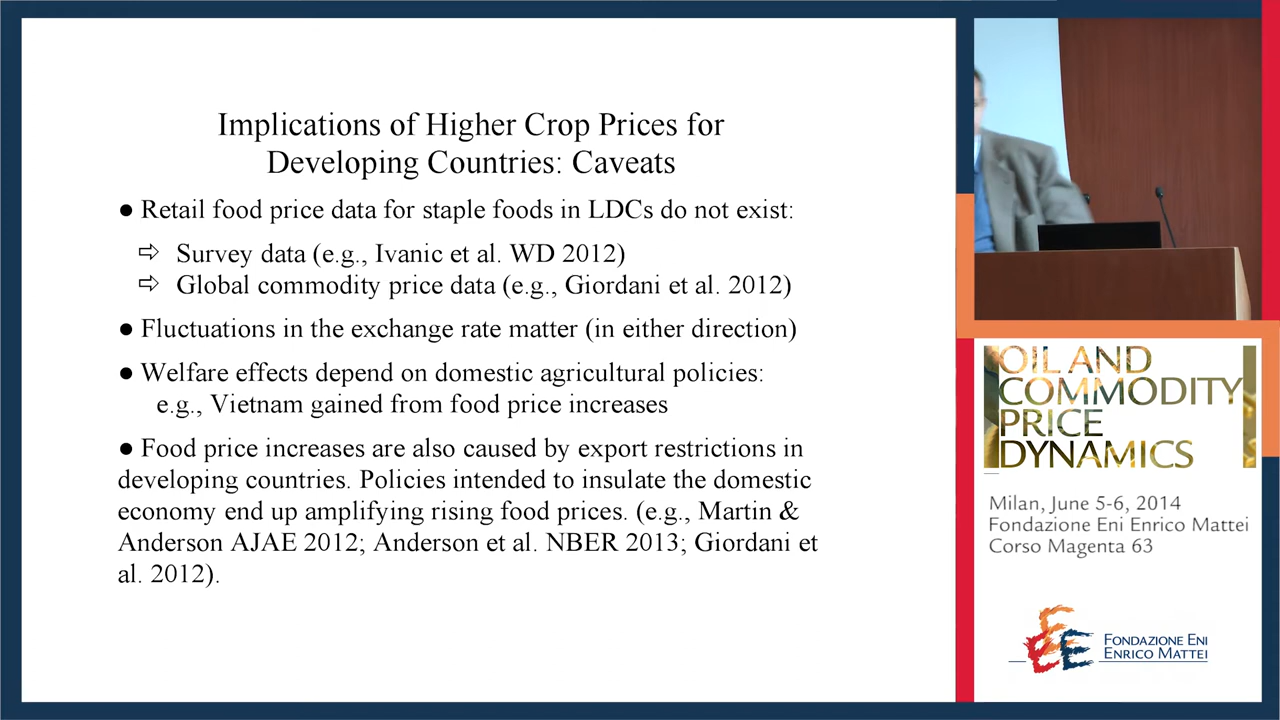 Implications of Higher Crop Prices for
Developing Countries: Caveats
● Retail food price data for staple foods in LDCs do not exist:
⇨ Survey data (e.g., Ivanic et al. WD 2012)
⇨ Global commodity price data (e.g., Giordani et al. 2012)
● Fluctuations in the exchange rate matter (in either direction)
● Welfare effects depend on domestic agricultural policies:
e.g., Vietnam gained from food price increases
● Food price increases are also caused by export restrictions in
developing countries. Policies intended to insulate the domestic
economy end up amplifying rising food prices. (e.g., Martin &
Anderson AJAE 2012; Anderson et al. NBER 2013; Giordani et
al. 2012).
OIL AND
COMMODITY
PRICE
DYNAMICS
Milan, June 5-6, 2014
Fondazione Eni Enrico Mattei
Corso Magenta 63
FONDAZIONE ENI
ENRICO MATTEI